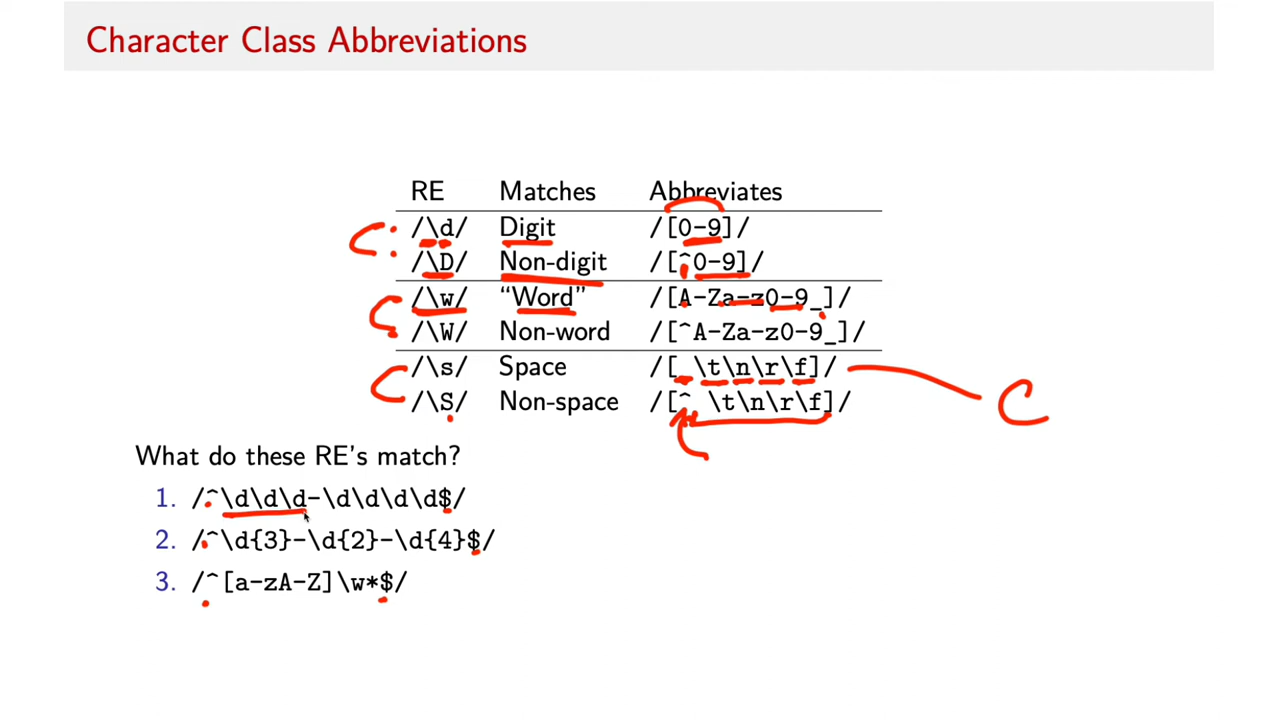 Character Class Abbreviations
RE Matches Abbreviates
/\d/ Digit /[0-9]/
/\D/ Non-digit /[^0-9]/
/\w/ “Word” /[A-Za-z0-9_]/
/\W/ Non-word /[^A-Za-z0-9_]/
/\s/ Space /[ \t\n\r\f]/ C
/\S/ Non-space /[^ \t\n\r\f]/
What do these RE’s match?
1. /^\d\d\d-\d\d\d\d$/
2. /^\d{3}-\d{2}-\d{4}$/
3. /^[a-zA-Z]\w*$/